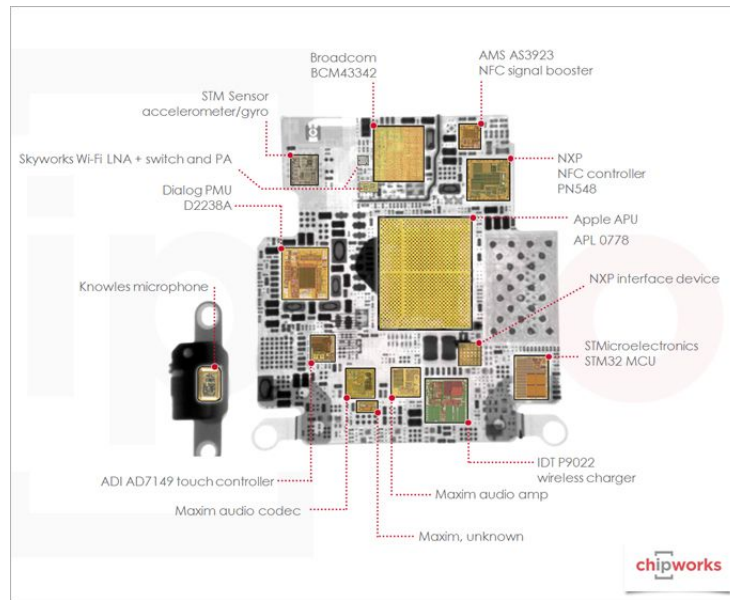 Broadcom
BCM43342
AMS AS3923
NFC signal booster
STM Sensor
accelerometer/gyro
Skyworks Wi-Fi LNA + switch and PA
NXP
NFC controller
PN548
Dialog PMU
D2238A
Apple APU
APL 0778
Knowles microphone
NXP interface device
STMicroelectronics
STM32 MCU
IDT P9022
wireless charger
ADI AD7149 touch controller
Maxim audio amp
Maxim audio codec
Maxim, unknown
chipworks